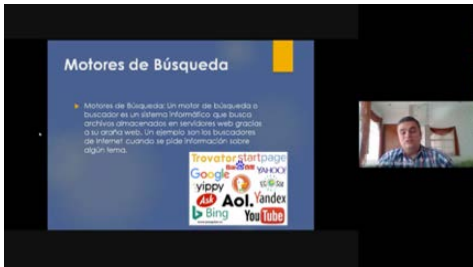 Motores de Búsqueda
Motores de Búsqueda: Un motor de búsqueda o
buscador es un sistema informático que busca
archivos almacenados en servidores web gracias
a su araña web. Un ejemplo son los buscadores
de Internet cuando se pide información sobre
algún tema.
Trovator startpage
Google YAHOO!
yippy
Ask Aol. Yandex
Bing YouTube